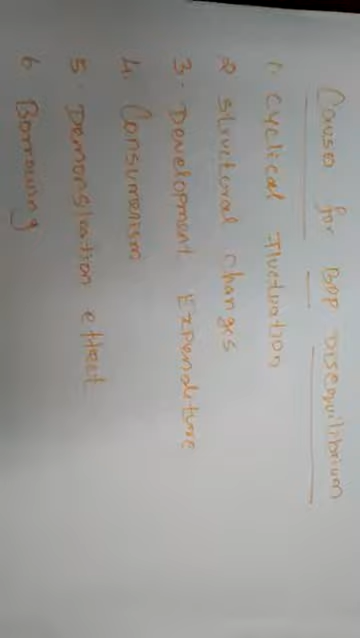 Causes for BOP Disequilibrium
1. Cyclical Fluctuation
2 Structural changes
3. Development Expenditure
4. Consumerism
5. Demonstration effect
6. Borrowing